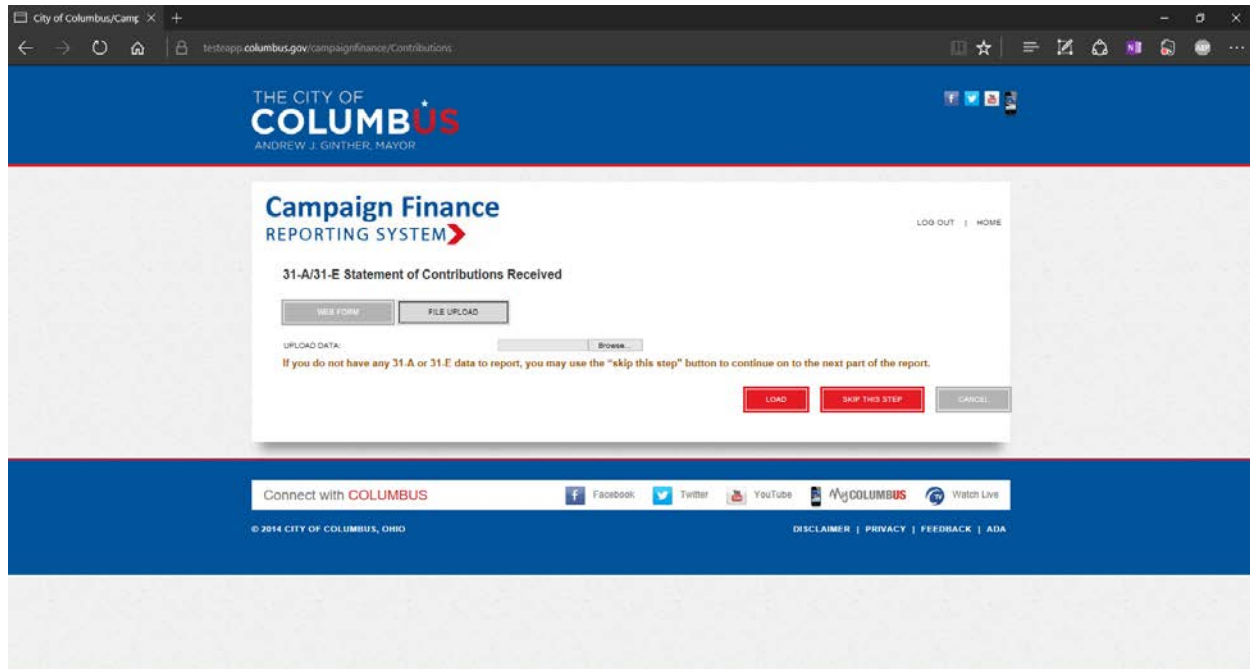 City of Columbus/Camp
testeapp.columbus.gov/campaignfinance/Contributions
THE CITY OF
COLUMBUS
ANDREW J. GINTHER, MAYOR
Campaign Finance
REPORTING SYSTEM
LOG OUT | HOME
31-A/31-E Statement of Contributions Received
WEB FORM FILE UPLOAD
UPLOAD DATA: Browse...
If you do not have any 31-A or 31-E data to report, you may use the "skip this step" button to continue on to the next part of the report.
LOAD SKIP THIS STEP CANCEL
Connect with COLUMBUS Facebook Twitter YouTube MyCOLUMBUS Watch Live
© 2014 CITY OF COLUMBUS, OHIO DISCLAIMER | PRIVACY | FEEDBACK | ADA